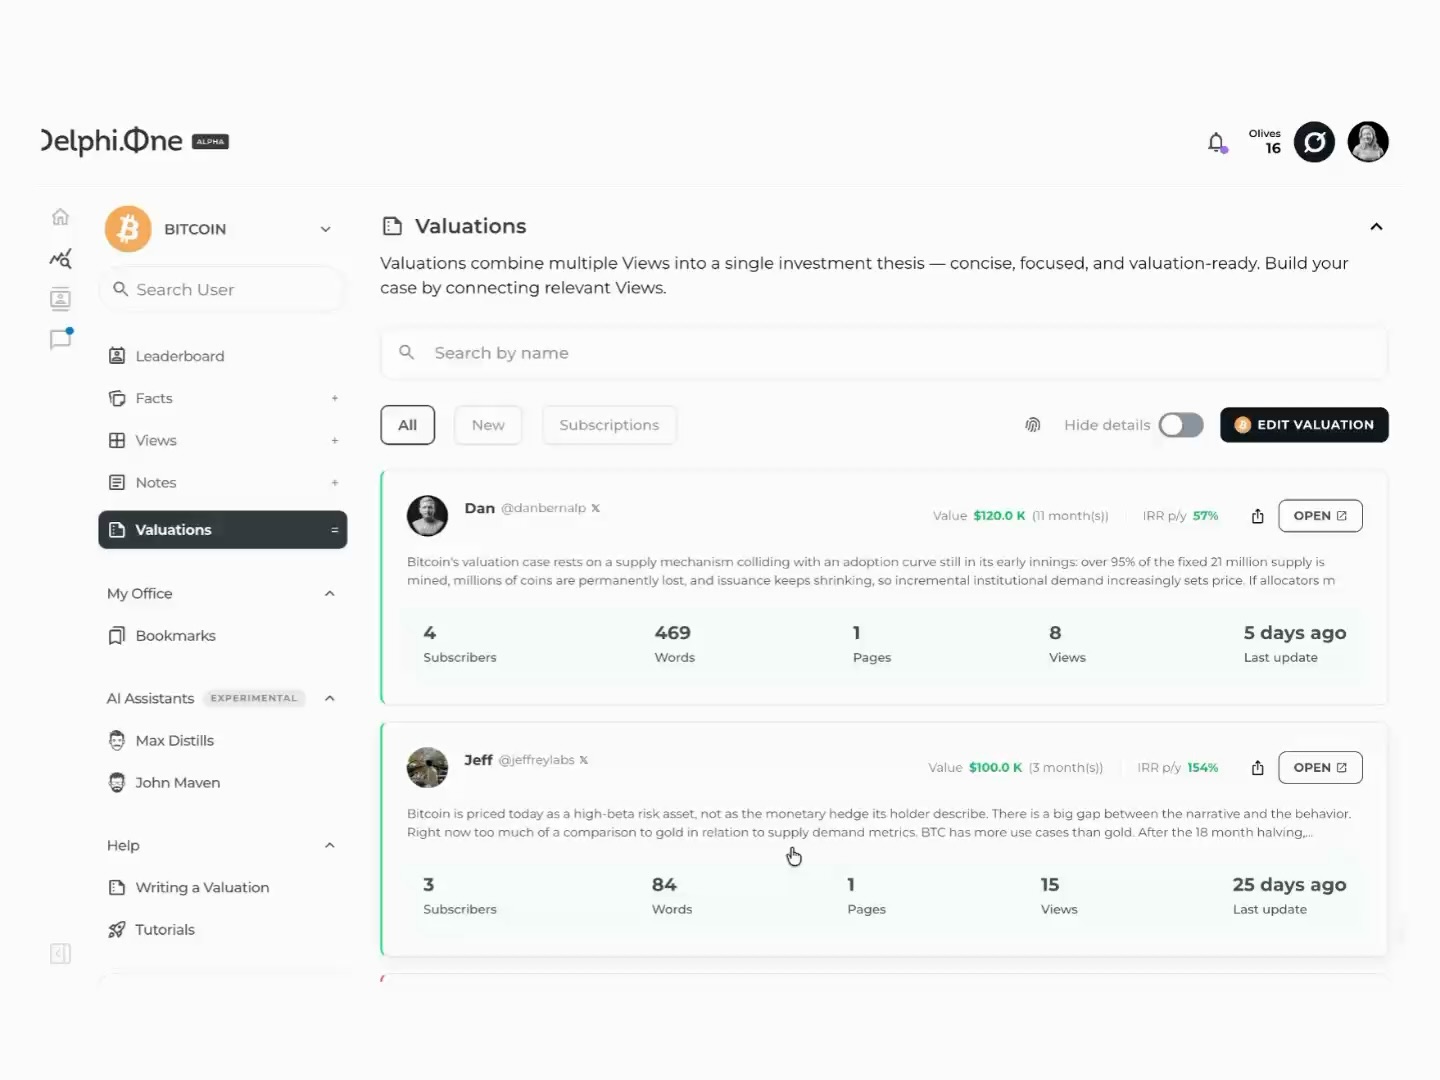 Delphi.One ALPHA
Olives
16
BITCOIN
Search User
Leaderboard
Facts +
Views +
Notes +
Valuations =
My Office
Bookmarks
AI Assistants EXPERIMENTAL
Max Distills
John Maven
Help
Writing a Valuation
Tutorials
Valuations
Valuations combine multiple Views into a single investment thesis — concise, focused, and valuation-ready. Build your
case by connecting relevant Views.
Search by name
All New Subscriptions Hide details EDIT VALUATION
Dan @danbernalp X Value $120.0 K (11 month(s)) IRR p/y 57% OPEN
Bitcoin's valuation case rests on a supply mechanism colliding with an adoption curve still in its early innings: over 95% of the fixed 21 million supply is
mined, millions of coins are permanently lost, and issuance keeps shrinking, so incremental institutional demand increasingly sets price. If allocators m
4 469 1 8 5 days ago
Subscribers Words Pages Views Last update
Jeff @jeffreylabs X Value $100.0 K (3 month(s)) IRR p/y 154% OPEN
Bitcoin is priced today as a high-beta risk asset, not as the monetary hedge its holder describe. There is a big gap between the narrative and the behavior.
Right now too much of a comparison to gold in relation to supply demand metrics. BTC has more use cases than gold. After the 18 month halving,...
3 84 1 15 25 days ago
Subscribers Words Pages Views Last update